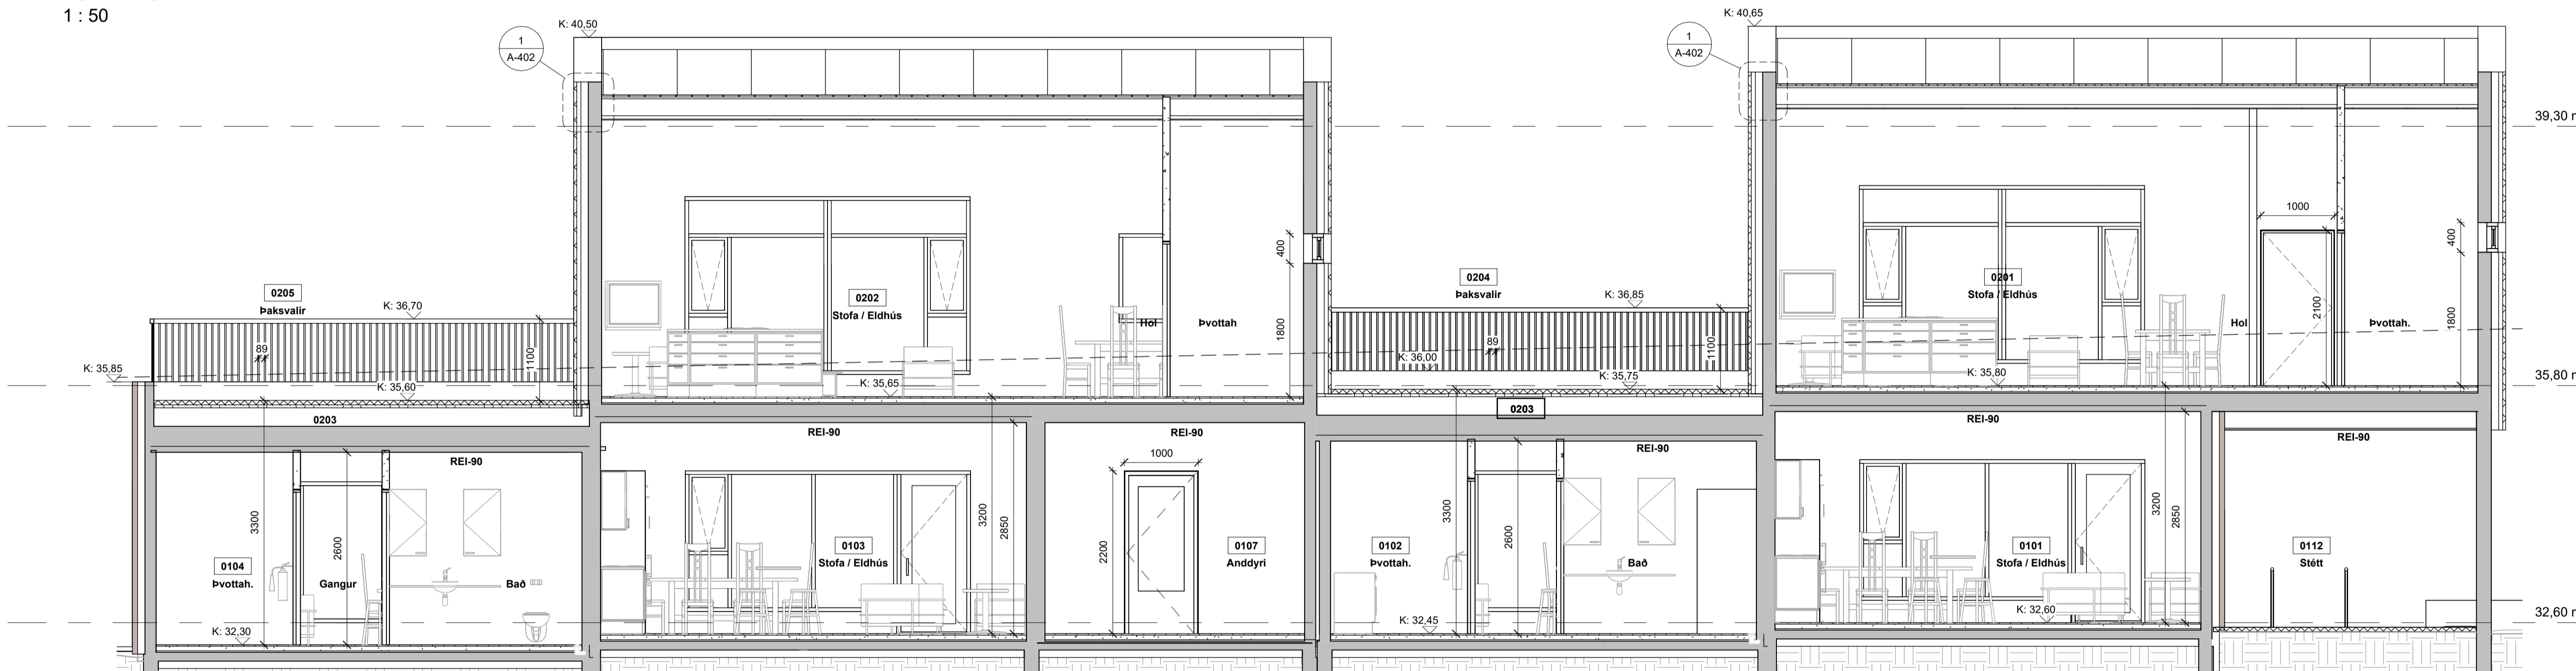 1 : 50
K: 40,50
1
A-402
K: 40,65
1
A-402
39,30 m
0205
Þaksvalir
K: 36,70
89
1100
K: 35,85
K: 35,60
0202
Stofa / Eldhús
K: 35,65
Hol
Þvottah
400
1800
0204
Þaksvalir
K: 36,85
89
1100
K: 36,00
K: 35,75
0201
Stofa / Eldhús
K: 35,80
Hol
1000
2100
Þvottah.
400
1800
35,80 m
0203
REI-90
3300
2600
0104
Þvottah.
Gangur
Bað
K: 32,30
REI-90
0103
Stofa / Eldhús
3200
2850
REI-90
1000
2200
0107
Anddyri
0203
REI-90
3300
2600
0102
Þvottah.
Bað
K: 32,45
REI-90
0101
Stofa / Eldhús
K: 32,60
3200
2850
REI-90
0112
Stétt
32,60 m